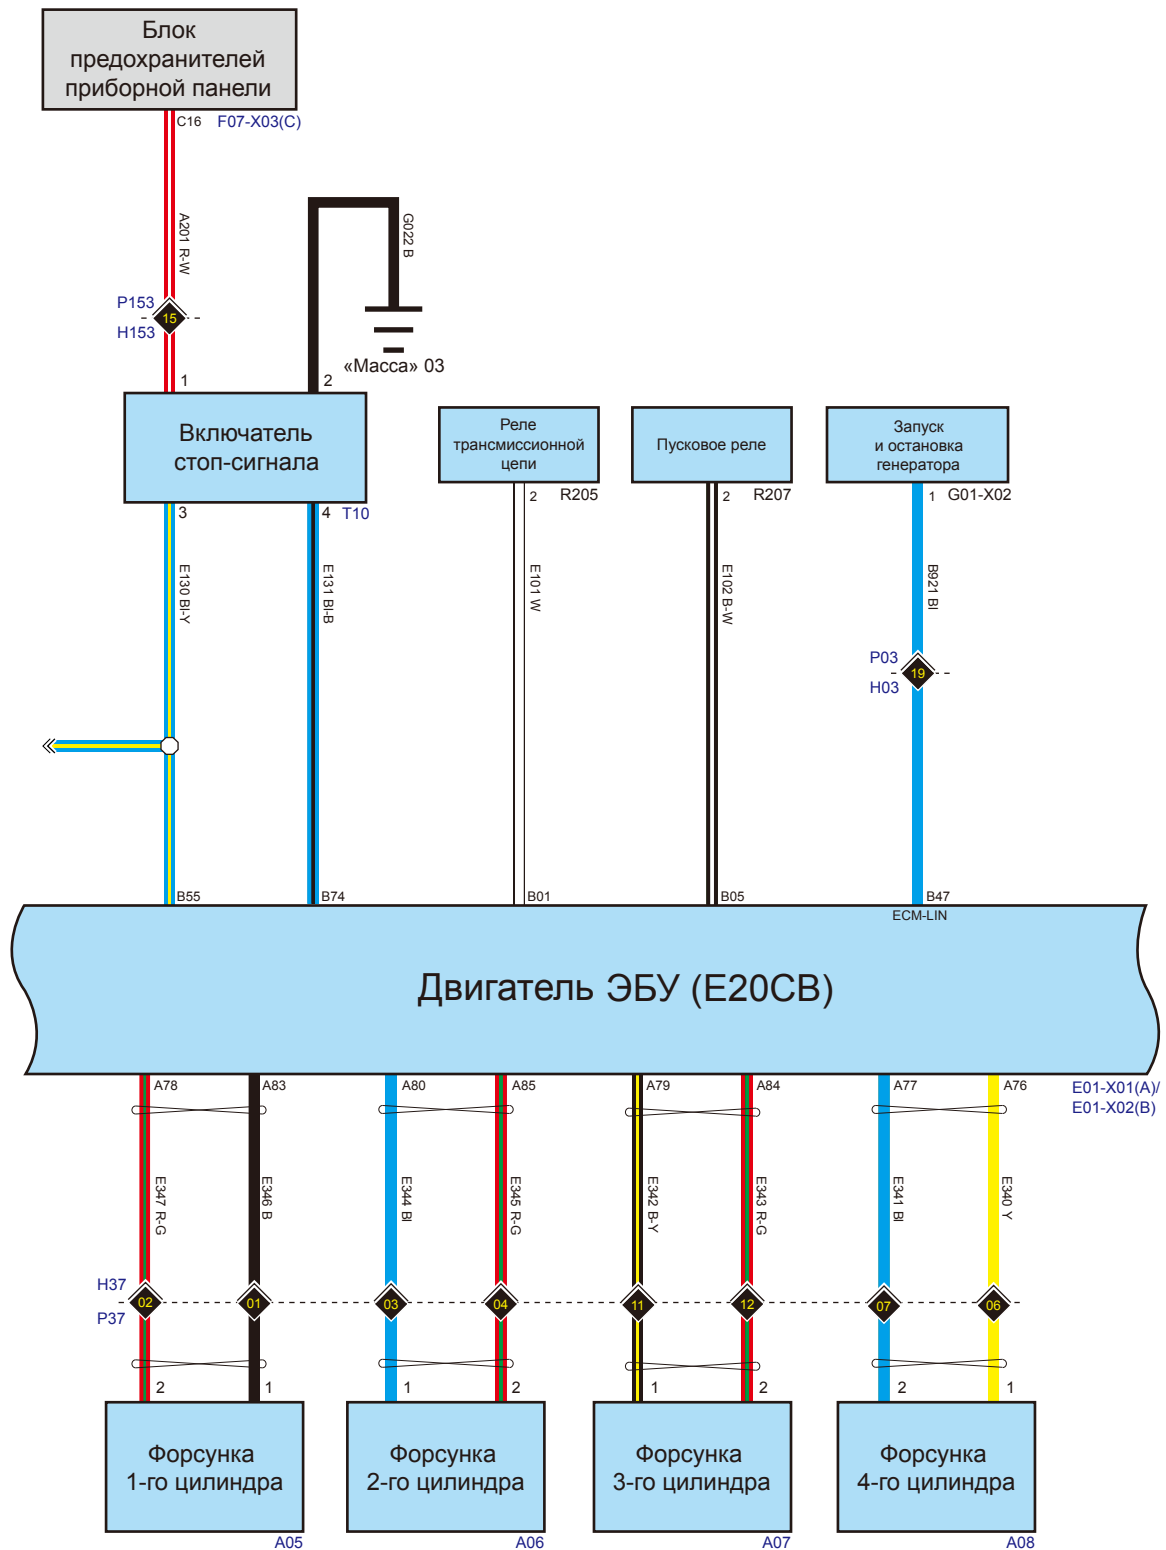 Блок
предохранителей
приборной панели
C16 F07-X03(C)
A201 R-W
G022 B
P153
15
H153
«Масса» 03
1
2
Включатель
стоп-сигнала
Реле
трансмиссионной
цепи
Пусковое реле
Запуск
и остановка
генератора
3
4 T10
2 R205
2 R207
1 G01-X02
E130 Bl-Y
E131 Bl-B
E101 W
E102 B-W
B921 Bl
P03
19
H03
B55
B74
B01
B05
B47
ECM-LIN
Двигатель ЭБУ (E20CB)
A78
A83
A80
A85
A79
A84
A77
A76
E01-X01(A)/
E01-X02(B)
E347 R-G
E346 B
E344 Bl
E345 R-G
E342 B-Y
E343 R-G
E341 Bl
E340 Y
H37
02
01
03
04
11
12
07
06
P37
2
1
1
2
1
2
2
1
Форсунка
1-го цилиндра
Форсунка
2-го цилиндра
Форсунка
3-го цилиндра
Форсунка
4-го цилиндра
A05
A06
A07
A08